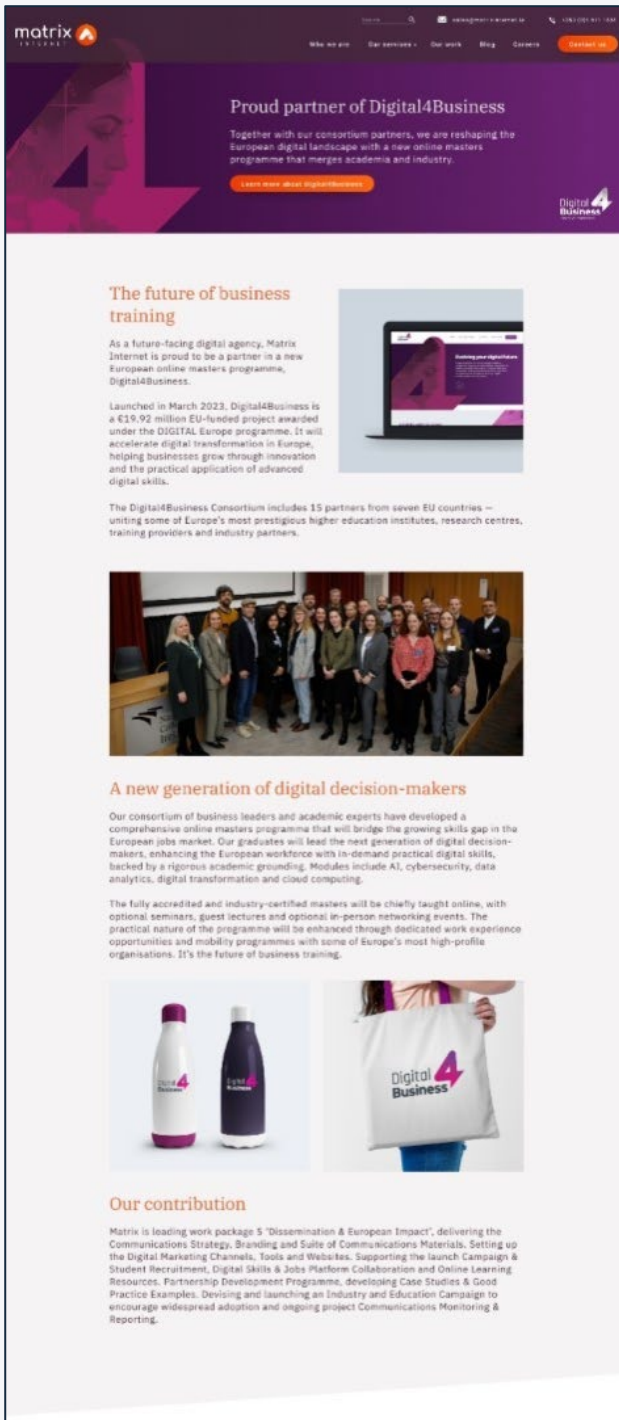 matrix
INTERNET
Search
Who we are
Our services
Our work
Blog
Careers
Contact us
Proud partner of Digital4Business
Together with our consortium partners, we are reshaping the
European digital landscape with a new online masters
programme that merges academia and industry.
Learn more about Digital4Business
Digital 4
Business
The future of business
training
As a future-facing digital agency, Matrix
Internet is proud to be a partner in a new
European online masters programme,
Digital4Business.
Launched in March 2023, Digital4Business is
a €19.92 million EU-funded project awarded
under the DIGITAL Europe programme. It will
accelerate digital transformation in Europe,
helping businesses grow through innovation
and the practical application of advanced
digital skills.
Evolving your digital future
The Digital4Business Consortium includes 15 partners from seven EU countries —
uniting some of Europe's most prestigious higher education institutes, research centres,
training providers and industry partners.
A new generation of digital decision-makers
Our consortium of business leaders and academic experts have developed a
comprehensive online masters programme that will bridge the growing skills gap in the
European jobs market. Our graduates will lead the next generation of digital decision-
makers, enhancing the European workforce with in-demand practical digital skills,
backed by a rigorous academic grounding. Modules include AI, cybersecurity, data
analytics, digital transformation and cloud computing.
The fully accredited and industry-certified masters will be chiefly taught online, with
optional seminars, guest lectures and optional in-person networking events. The
practical nature of the programme will be enhanced through dedicated work experience
opportunities and mobility programmes with some of Europe's most high-profile
organisations. It's the future of business training.
Digital 4
Business
Digital 4
Business
Digital 4
Business
Our contribution
Matrix is leading work package 5 'Dissemination & European Impact', delivering the
Communications Strategy, Branding and Suite of Communications Materials. Setting up
the Digital Marketing Channels, Tools and Websites. Supporting the launch Campaign &
Student Recruitment, Digital Skills & Jobs Platform Collaboration and Online Learning
Resources. Partnership Development Programme, developing Case Studies & Good
Practice Examples. Devising and launching an Industry and Education Campaign to
encourage widespread adoption and ongoing project Communications Monitoring &
Reporting.